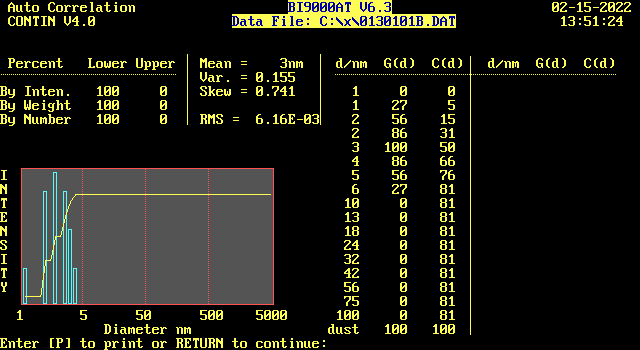 Auto Correlation BI9000AT V6.3 02-15-2022
CONTIN V4.0 Data File: C:\x\0130101B.DAT 13:51:24
Percent Lower Upper Mean = 3nm d/nm G(d) C(d) d/nm G(d) C(d)
Var. = 0.155
By Inten. 100 0 Skew = 0.741 1 0 0
By Weight 100 0 1 27 5
By Number 100 0 RMS = 6.16E-03 2 56 15
2 86 31
3 100 50
4 86 66
5 56 76
6 27 81
10 0 81
13 0 81
18 0 81
24 0 81
32 0 81
42 0 81
56 0 81
75 0 81
100 0 81
dust 100 100
INTENSITY
1 5 50 500 5000
Diameter nm
Enter [P] to print or RETURN to continue: